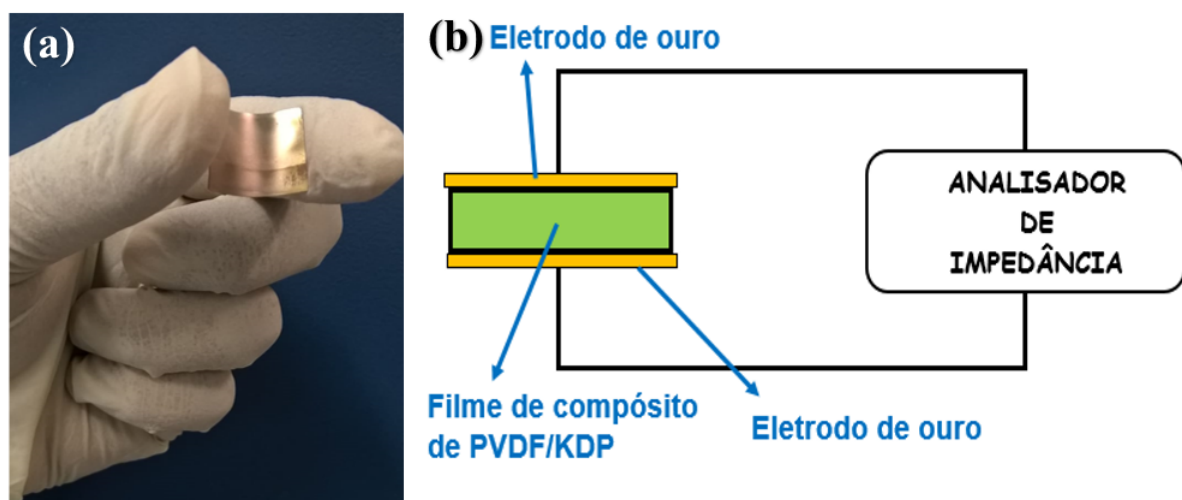 (a)
(b) Eletrodo de ouro
ANALISADOR
DE
IMPEDÂNCIA
Filme de compósito
de PVDF/KDP
Eletrodo de ouro